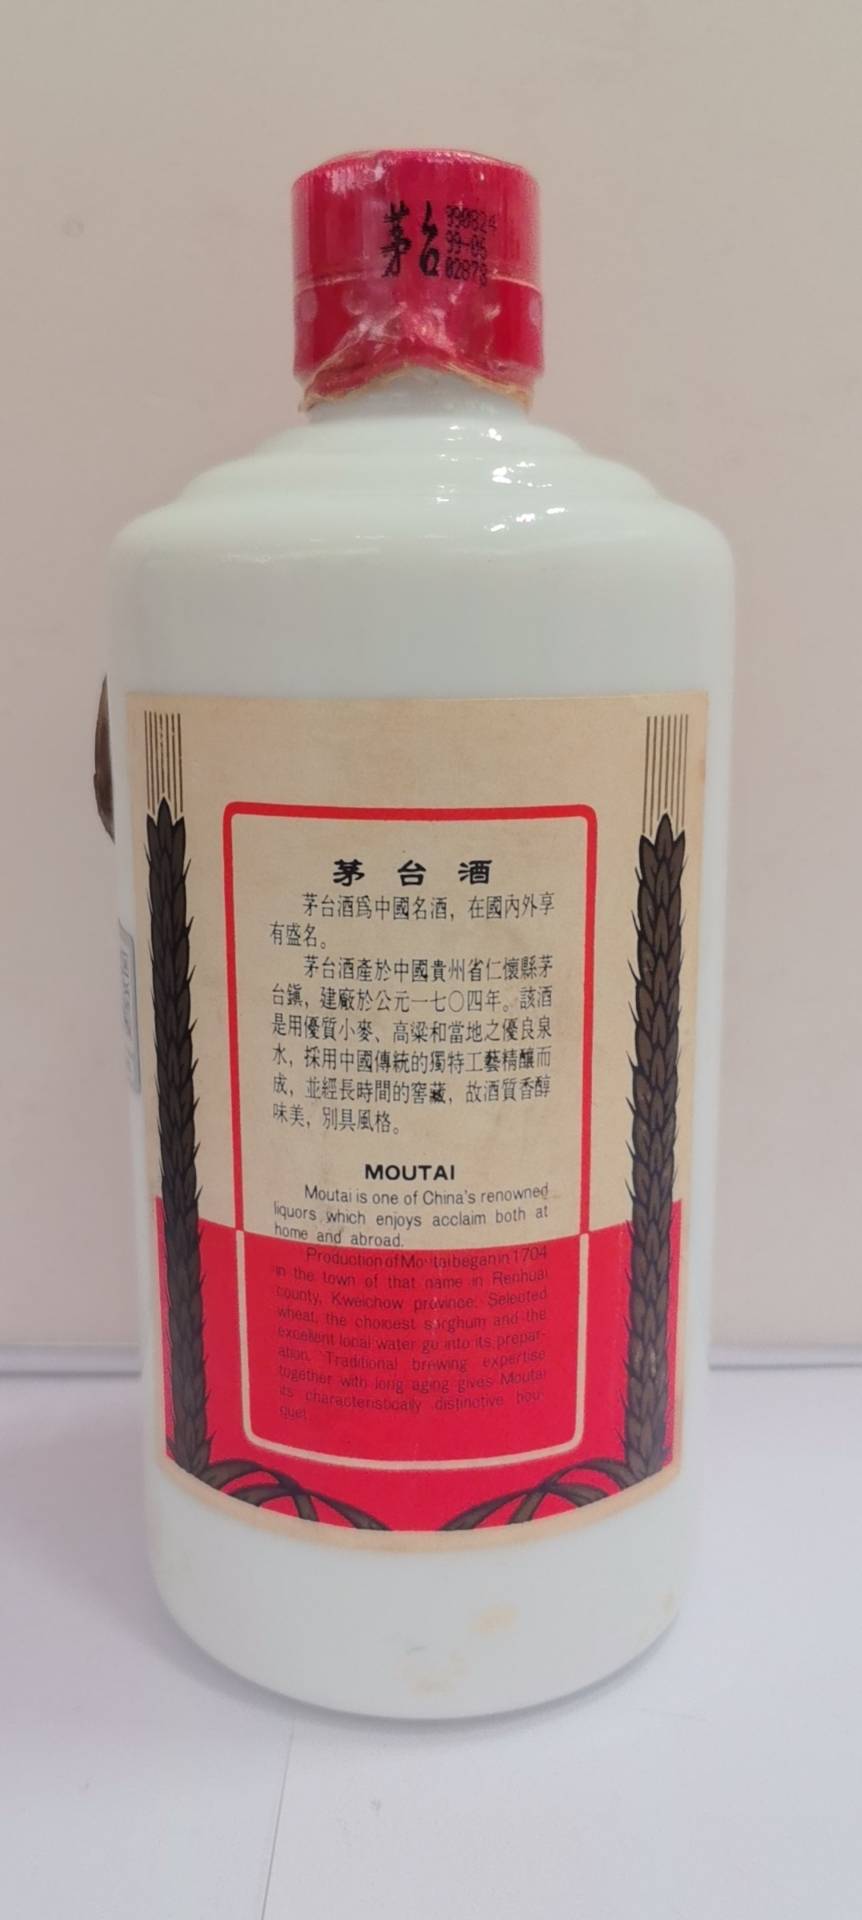 茅台
990824
99-05
02873
茅台酒
茅台酒爲中國名酒，在國內外享
有盛名。
茅台酒產於中國貴州省仁懷縣茅
台鎮，建廠於公元一七〇四年。該酒
是用優質小麥、高粱和當地之優良泉
水，採用中國傳統的獨特工藝精釀而
成，並經長時間的窖藏，故酒質香醇
味美，別具風格。
MOUTAI
Moutai is one of China's renowned
liquors which enjoys acclaim both at
home and abroad.
Production of Moutai began in 1704
in the town of that name in Renhuai
county, Kweichow province. Selected
wheat, the choicest sorghum and the
excellent local water go into its prepar-
ation. Traditional brewing expertise
together with long aging gives Moutai
its characteristically distinctive bou-
quet